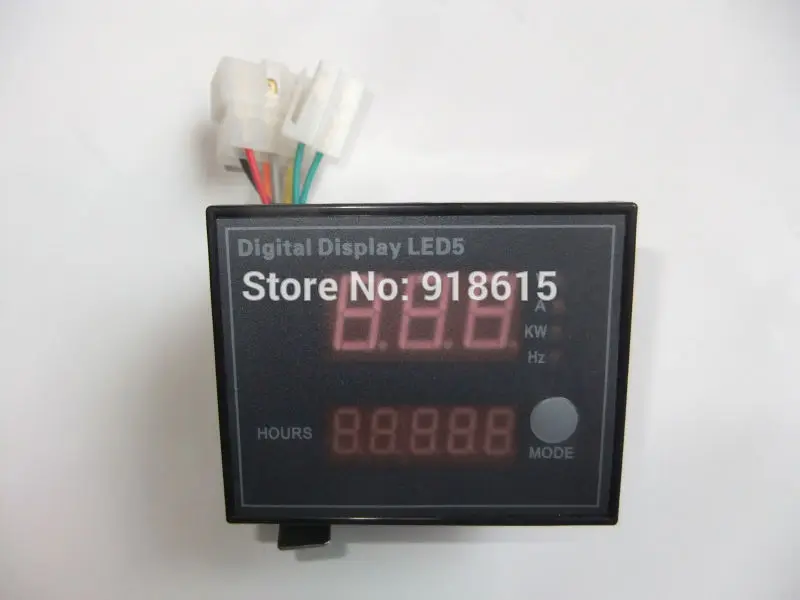 Digital Display LED5
Store No: 918615
A
KW
Hz
HOURS
MODE